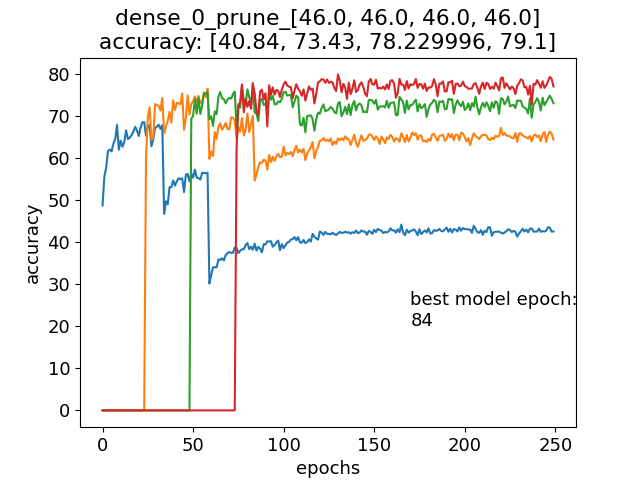 dense_0_prune_[46.0, 46.0, 46.0, 46.0]
accuracy: [40.84, 73.43, 78.229996, 79.1]
80
70
60
50
40
30
20
10
0
accuracy
best model epoch:
84
0 50 100 150 200 250
epochs